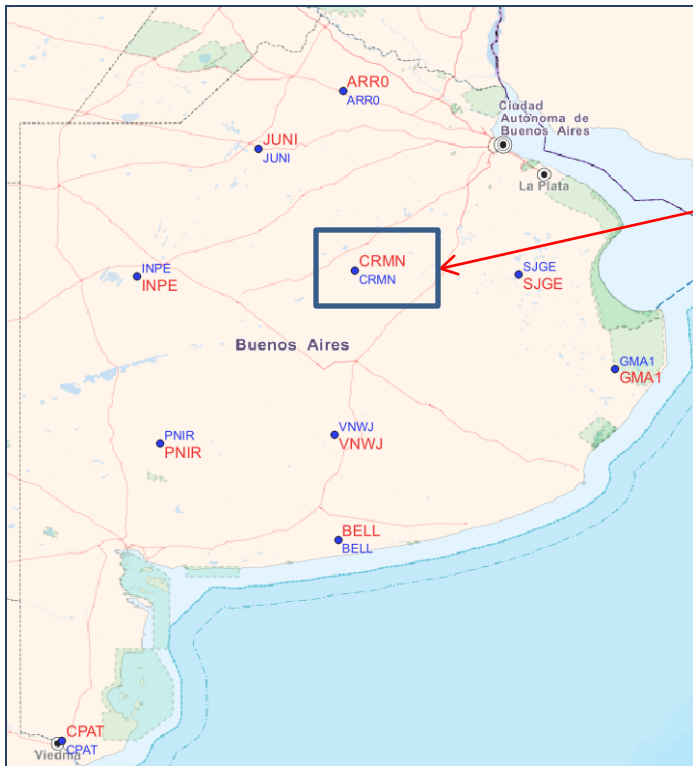 ARR0
ARR0
Ciudad
Autónoma de
Buenos Aires
JUNI
JUNI
La Plata
CRMN
CRMN
INPE
INPE
SJGE
SJGE
Buenos Aires
GMA1
GMA1
VNWJ
VNWJ
PNIR
PNIR
BELL
BELL
CPAT
CPAT
Viedma